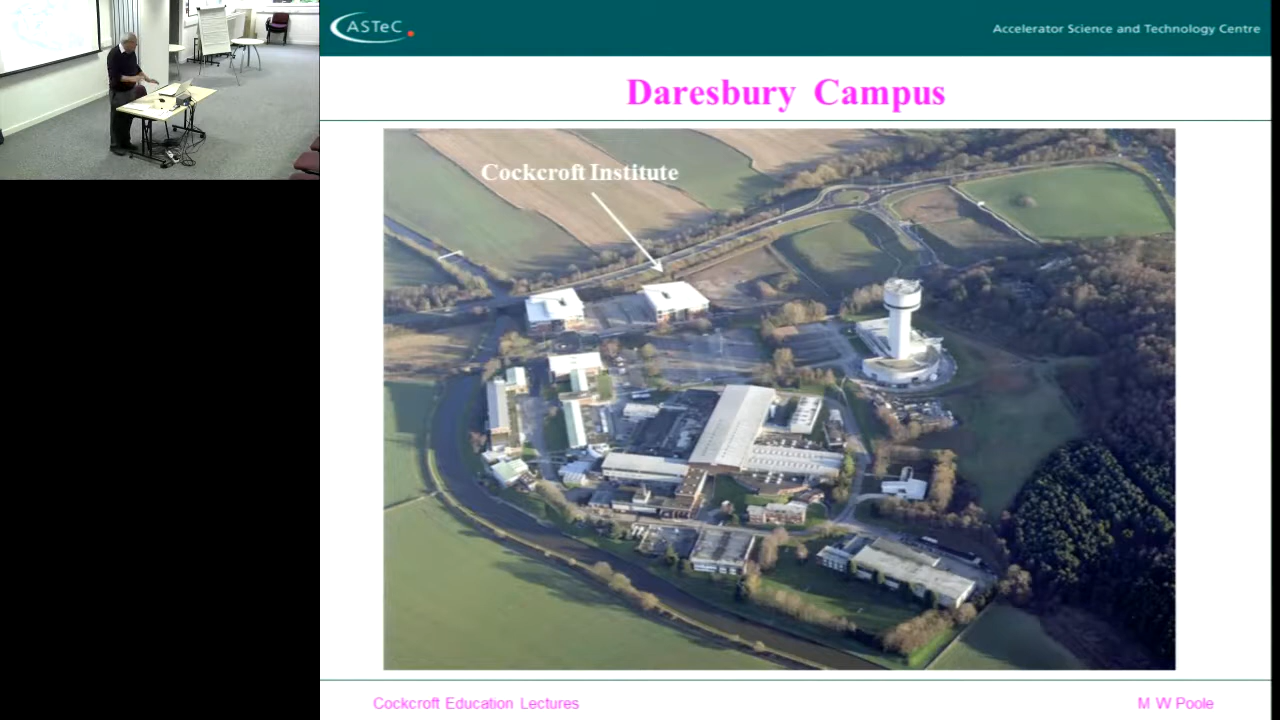 ASTeC
Accelerator Science and Technology Centre
Daresbury Campus
Cockcroft Institute
Cockcroft Education Lectures
M W Poole